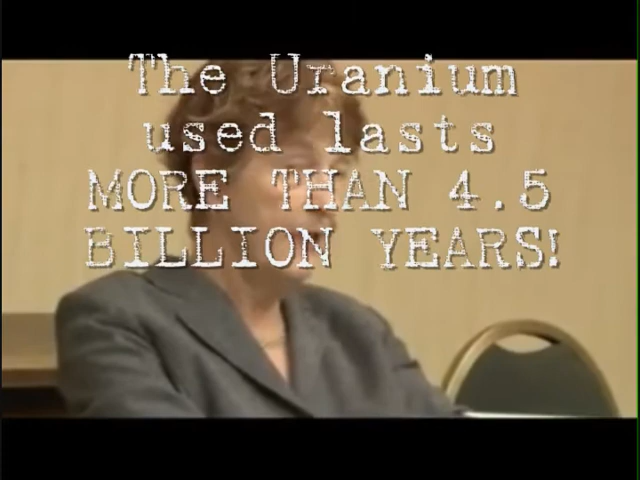 The Uranium
used lasts
MORE THAN 4.5
BILLION YEARS!